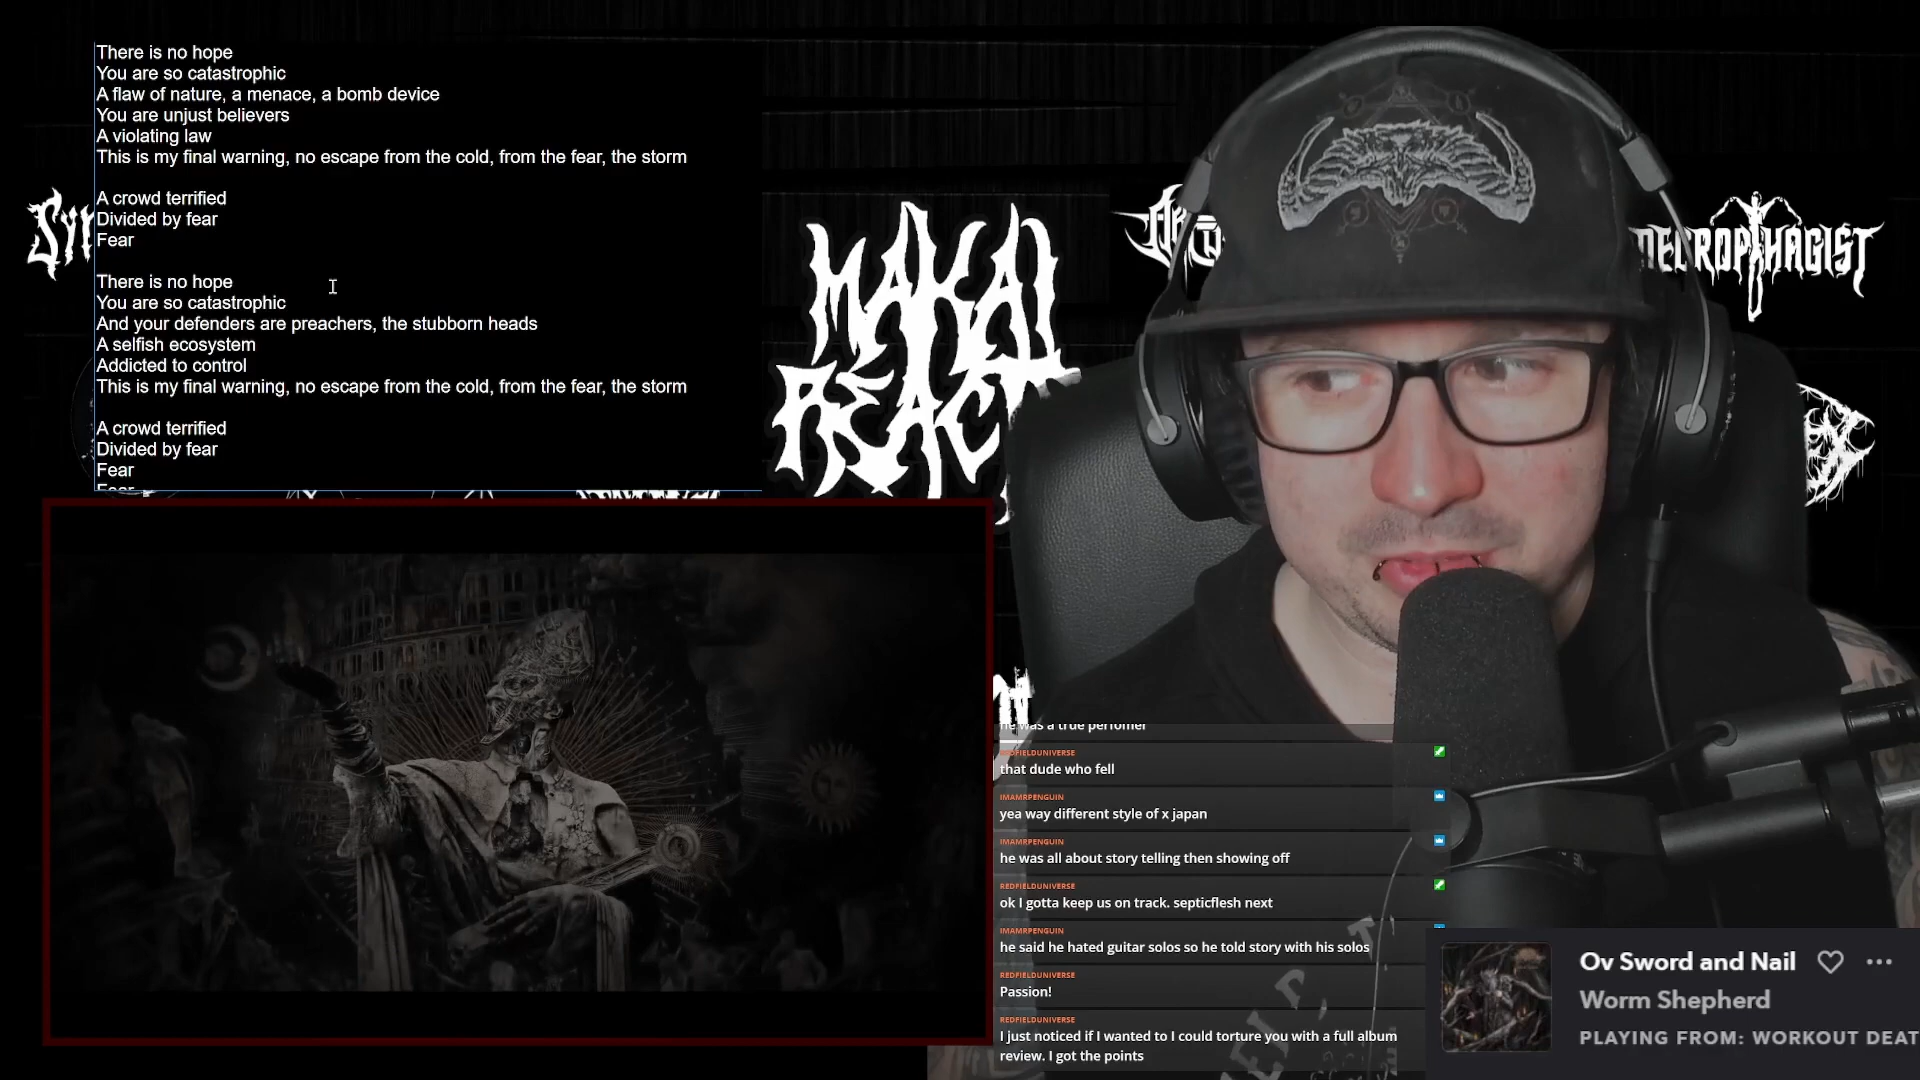 There is no hope
You are so catastrophic
A flaw of nature, a menace, a bomb device
You are unjust believers
A violating law
This is my final warning, no escape from the cold, from the fear, the storm
A crowd terrified
Divided by fear
Fear
There is no hope
You are so catastrophic
And your defenders are preachers, the stubborn heads
A selfish ecosystem
Addicted to control
This is my final warning, no escape from the cold, from the fear, the storm
A crowd terrified
Divided by fear
Fear
Fear
MAKAI
REAC
NECROPHAGIST
he was a true perfomer
REDFIELDUNIVERSE
that dude who fell
IMAMRPENGUIN
yea way different style of x japan
IMAMRPENGUIN
he was all about story telling then showing off
REDFIELDUNIVERSE
ok I gotta keep us on track. septicflesh next
IMAMRPENGUIN
he said he hated guitar solos so he told story with his solos
REDFIELDUNIVERSE
Passion!
REDFIELDUNIVERSE
I just noticed if I wanted to I could torture you with a full album
review. I got the points
Ov Sword and Nail
Worm Shepherd
PLAYING FROM: WORKOUT DEAT